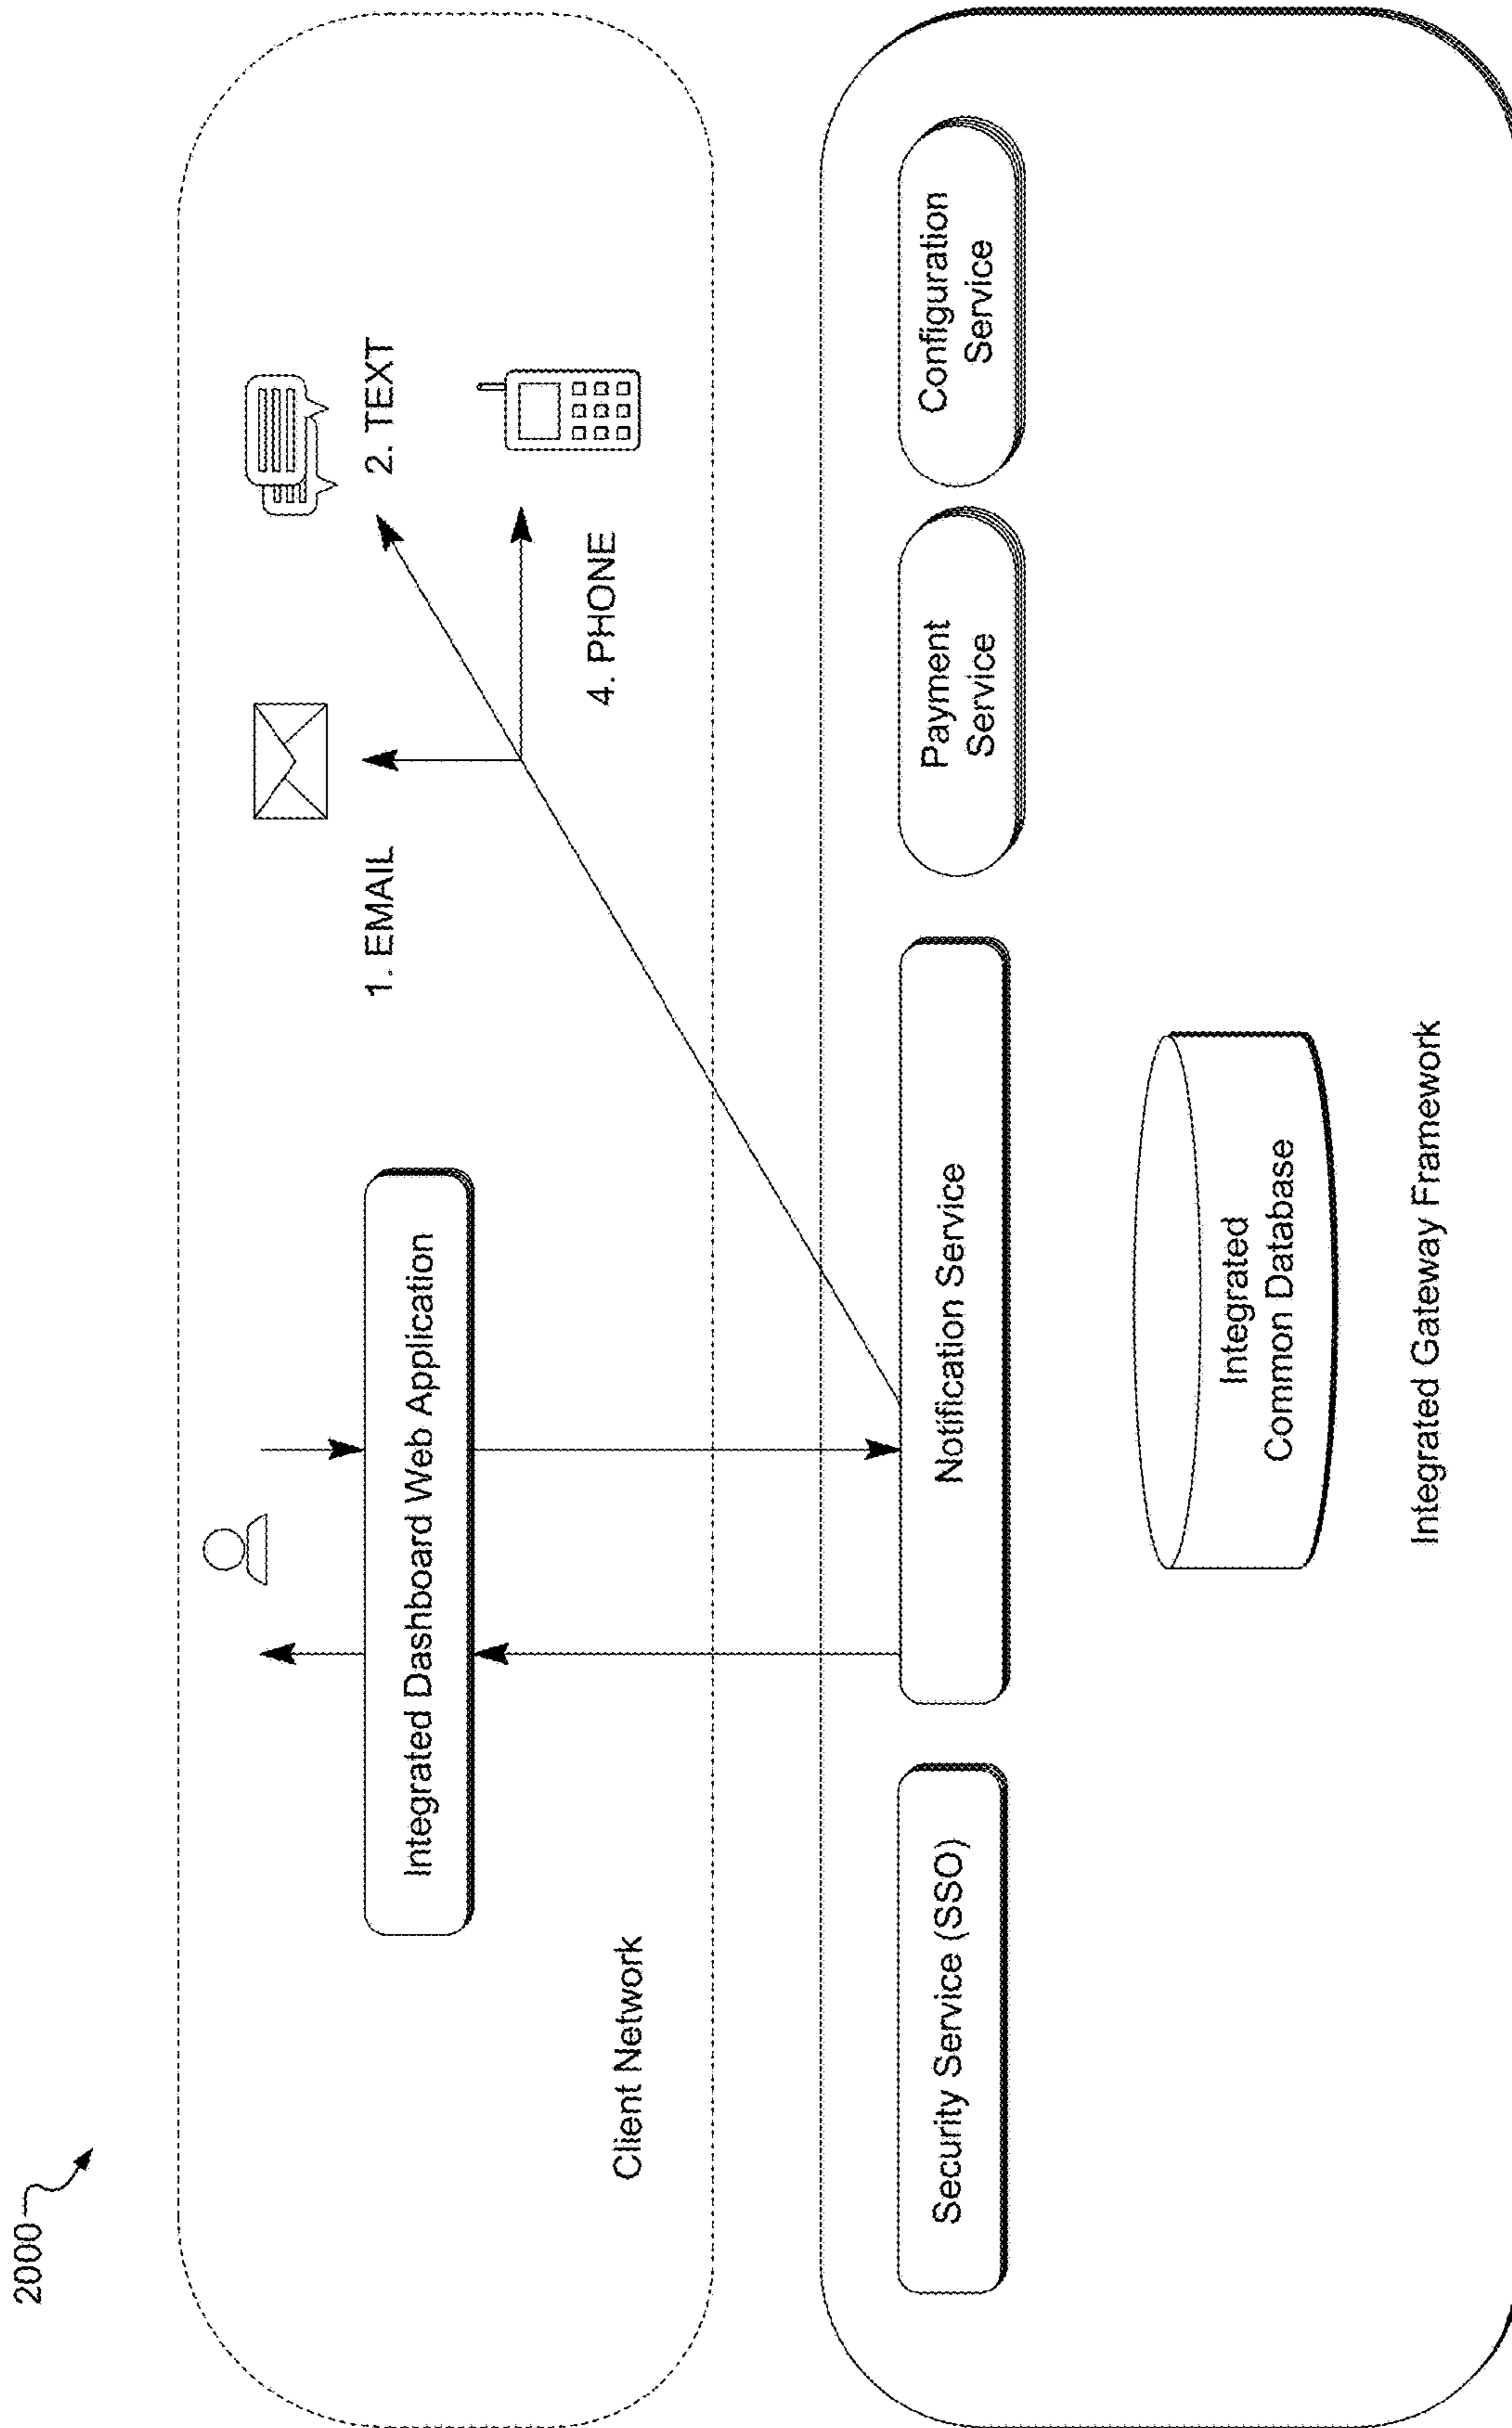 2000
1. EMAIL
2. TEXT
4. PHONE
Integrated Dashboard Web Application
Client Network
Security Service (SSO)
Notification Service
Payment
Service
Configuration
Service
Integrated
Common Database
Integrated Gateway Framework